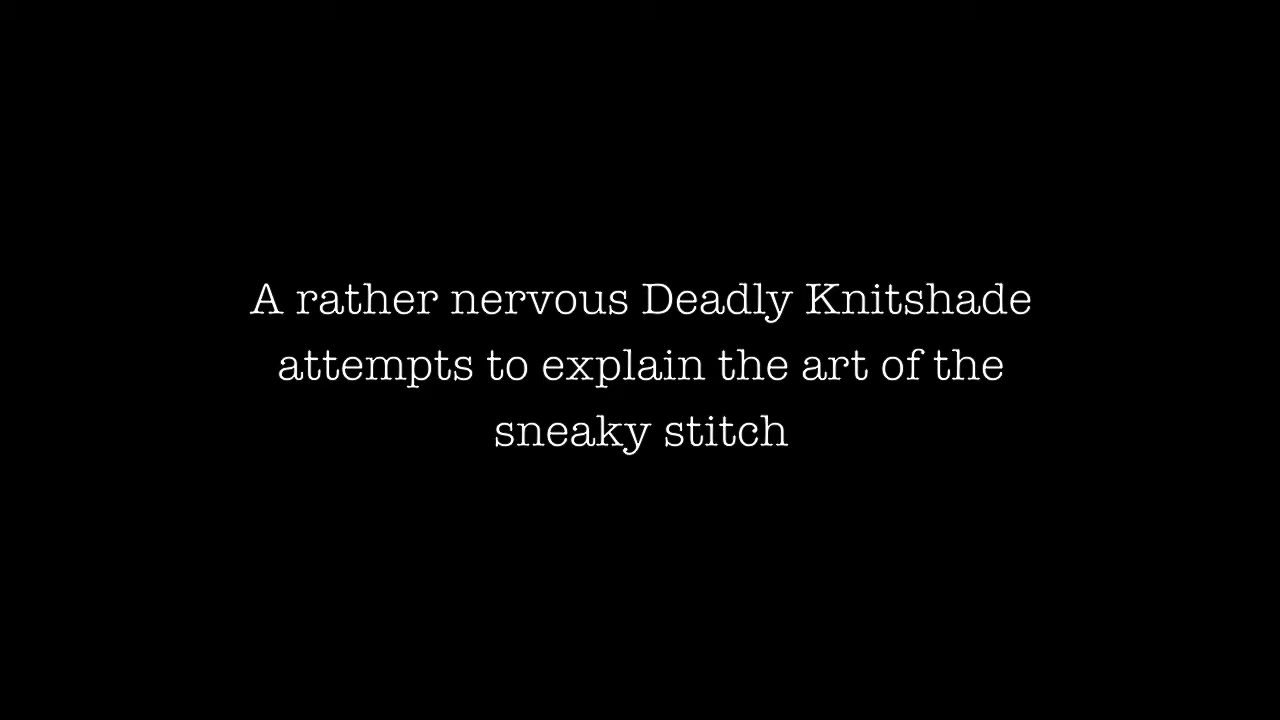 A rather nervous Deadly Knitshade
attempts to explain the art of the
sneaky stitch